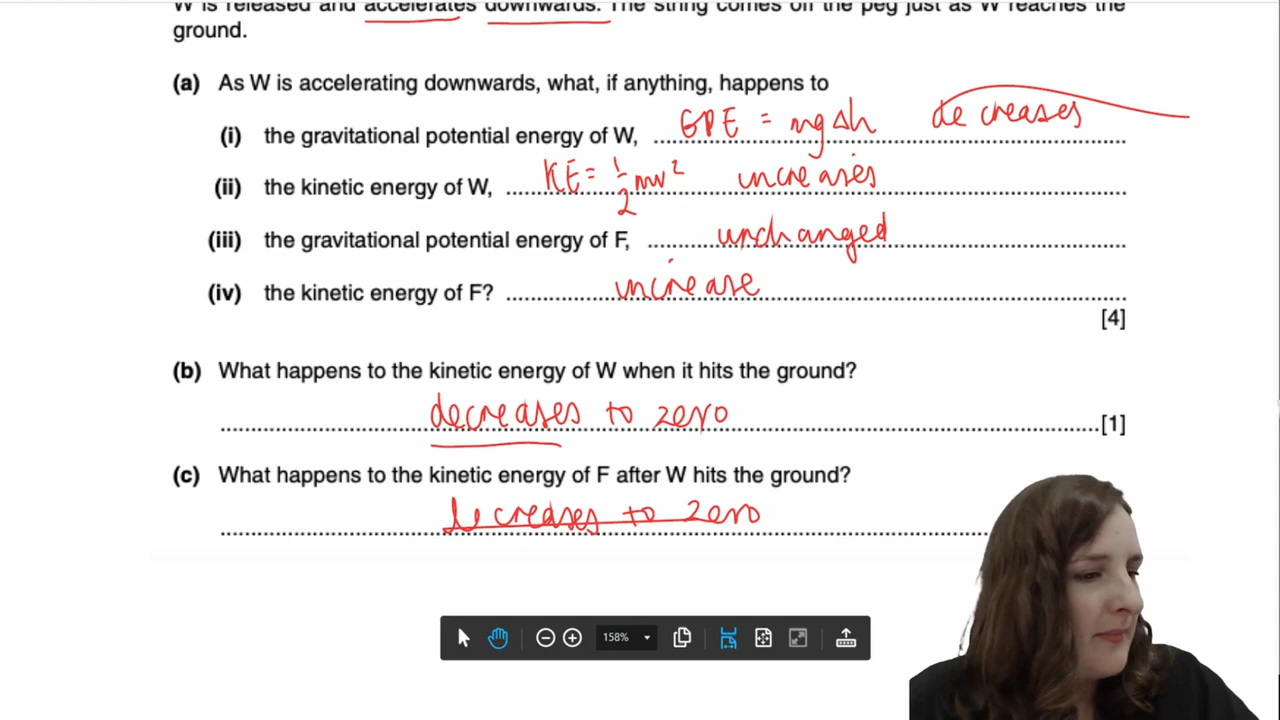 W is released and accelerates downwards. The string comes off the peg just as W reaches the
ground.
(a) As W is accelerating downwards, what, if anything, happens to
(i) the gravitational potential energy of W, GPE = mgΔh decreases
(ii) the kinetic energy of W, KE = 1/2 mv² increases
(iii) the gravitational potential energy of F, unchanged
(iv) the kinetic energy of F? increase
[4]
(b) What happens to the kinetic energy of W when it hits the ground?
decreases to zero [1]
(c) What happens to the kinetic energy of F after W hits the ground?
decreases to zero
158%